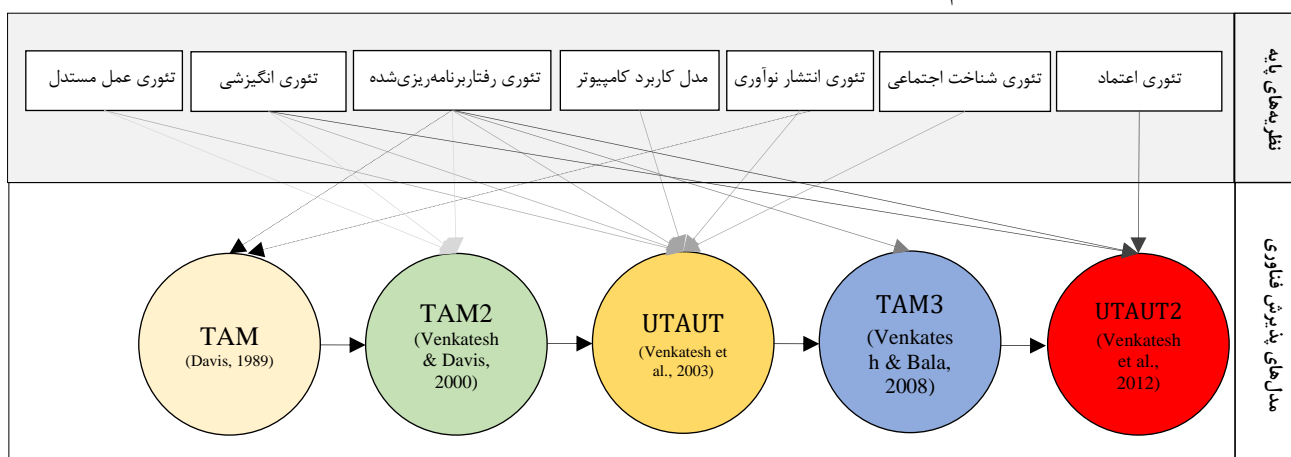 نظریه‌های پایه
تئوری اعتماد
تئوری شناخت اجتماعی
تئوری انتشار نوآوری
مدل کاربرد کامپیوتر
تئوری رفتاربرنامه‌ریزی‌شده
تئوری انگیزشی
تئوری عمل مستدل
مدل‌های پذیرش فناوری
TAM
(Davis, 1989)
TAM2
(Venkatesh
& Davis,
2000)
UTAUT
(Venkatesh et
al., 2003)
TAM3
(Venkates
h & Bala,
2008)
UTAUT2
(Venkatesh
et al.,
2012)